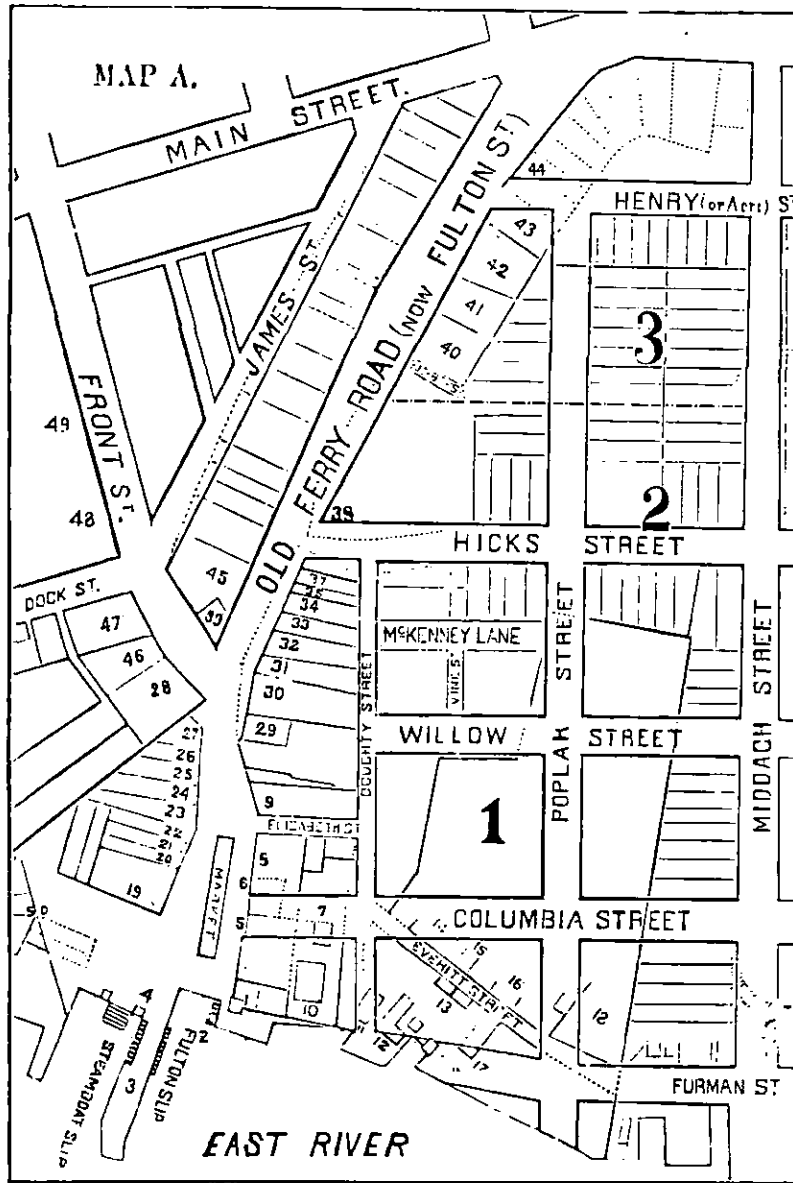 MAP A.
MAIN STREET.
44
HENRY (or Acre) S
43
42
41
40
JAMES ST.
OLD FERRY ROAD (NOW FULTON ST)
3
49
FRONT ST.
48
2
38
HICKS STREET
45
DOCK ST.
47
46
28
37
34
33
32
31
30
29
McKENNEY LANE
VINE ST
DOUGHTY STREET
POPLAR STREET
MIDDAGH STREET
WILLOW STREET
27
26
25
24
23
22
21
20
19
9
ELIZABETH ST
1
5
6
MARKET
5
7
COLUMBIA STREET
15
16
EVERITT STREET
13
10
12
12
17
4
2
3
FULTON SLIP
STEAMBOAT SLIP
FURMAN ST.
EAST RIVER